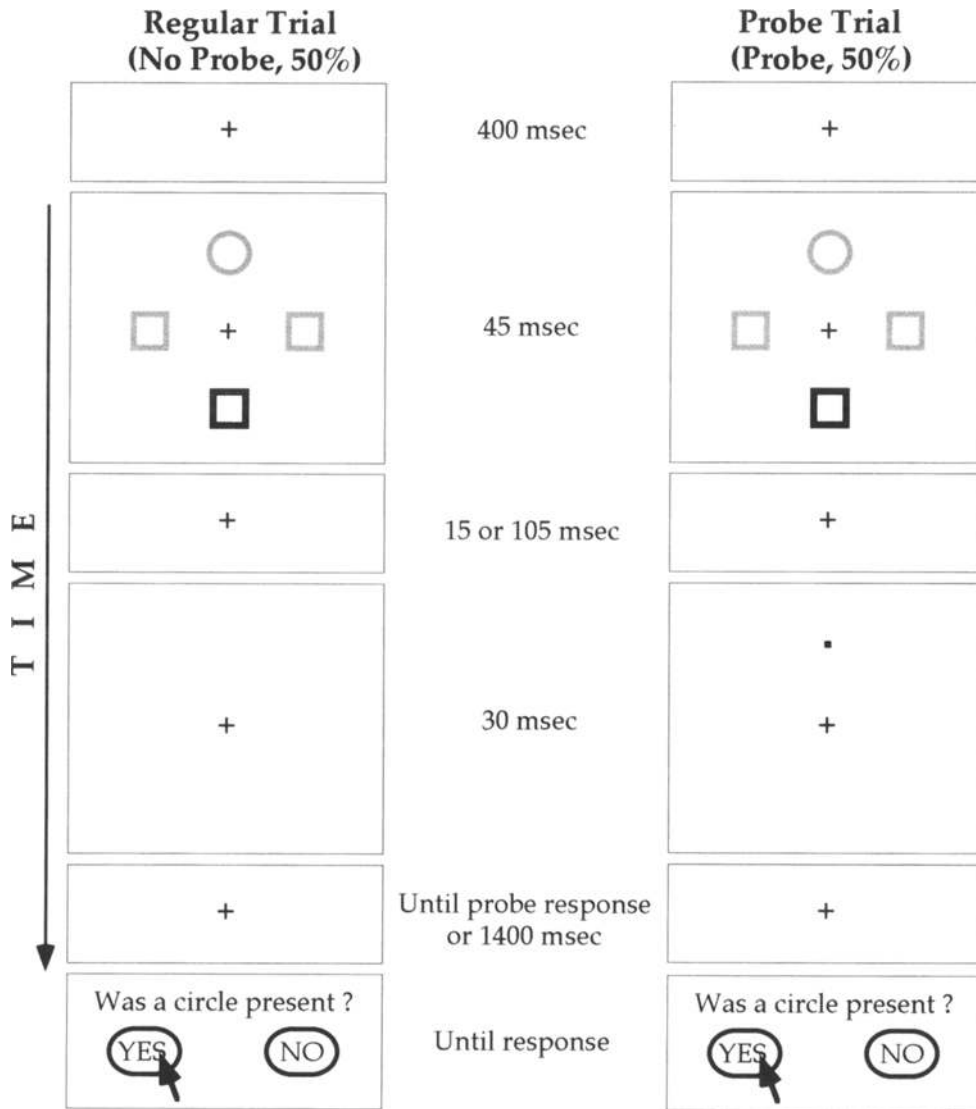 Regular Trial
(No Probe, 50%)
Probe Trial
(Probe, 50%)
400 msec
45 msec
15 or 105 msec
30 msec
Until probe response
or 1400 msec
Until response
TIME
Was a circle present ?
YES NO
Was a circle present ?
YES NO